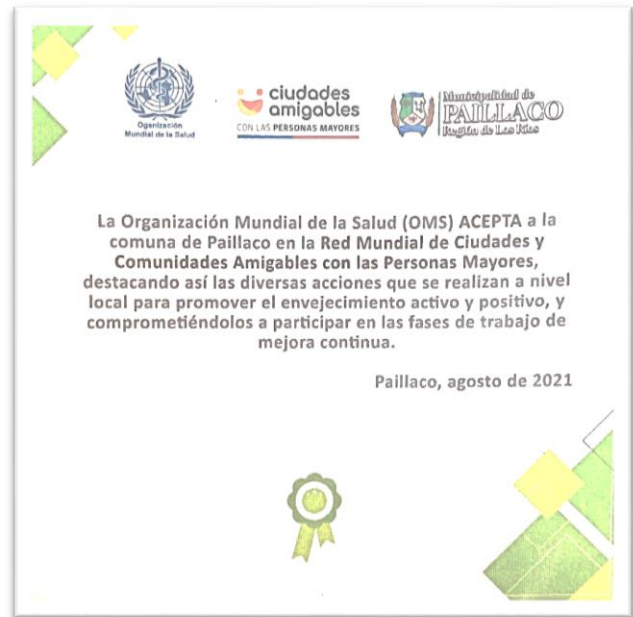 Oganización
Mundial de la Salud
ciudades
amigables
CON LAS PERSONAS MAYORES
Municipalidad de
PAILLACO
Región de Los Ríos
La Organización Mundial de la Salud (OMS) ACEPTA a la
comuna de Paillaco en la Red Mundial de Ciudades y
Comunidades Amigables con las Personas Mayores,
destacando así las diversas acciones que se realizan a nivel
local para promover el envejecimiento activo y positivo, y
comprometiéndolos a participar en las fases de trabajo de
mejora continua.
Paillaco, agosto de 2021